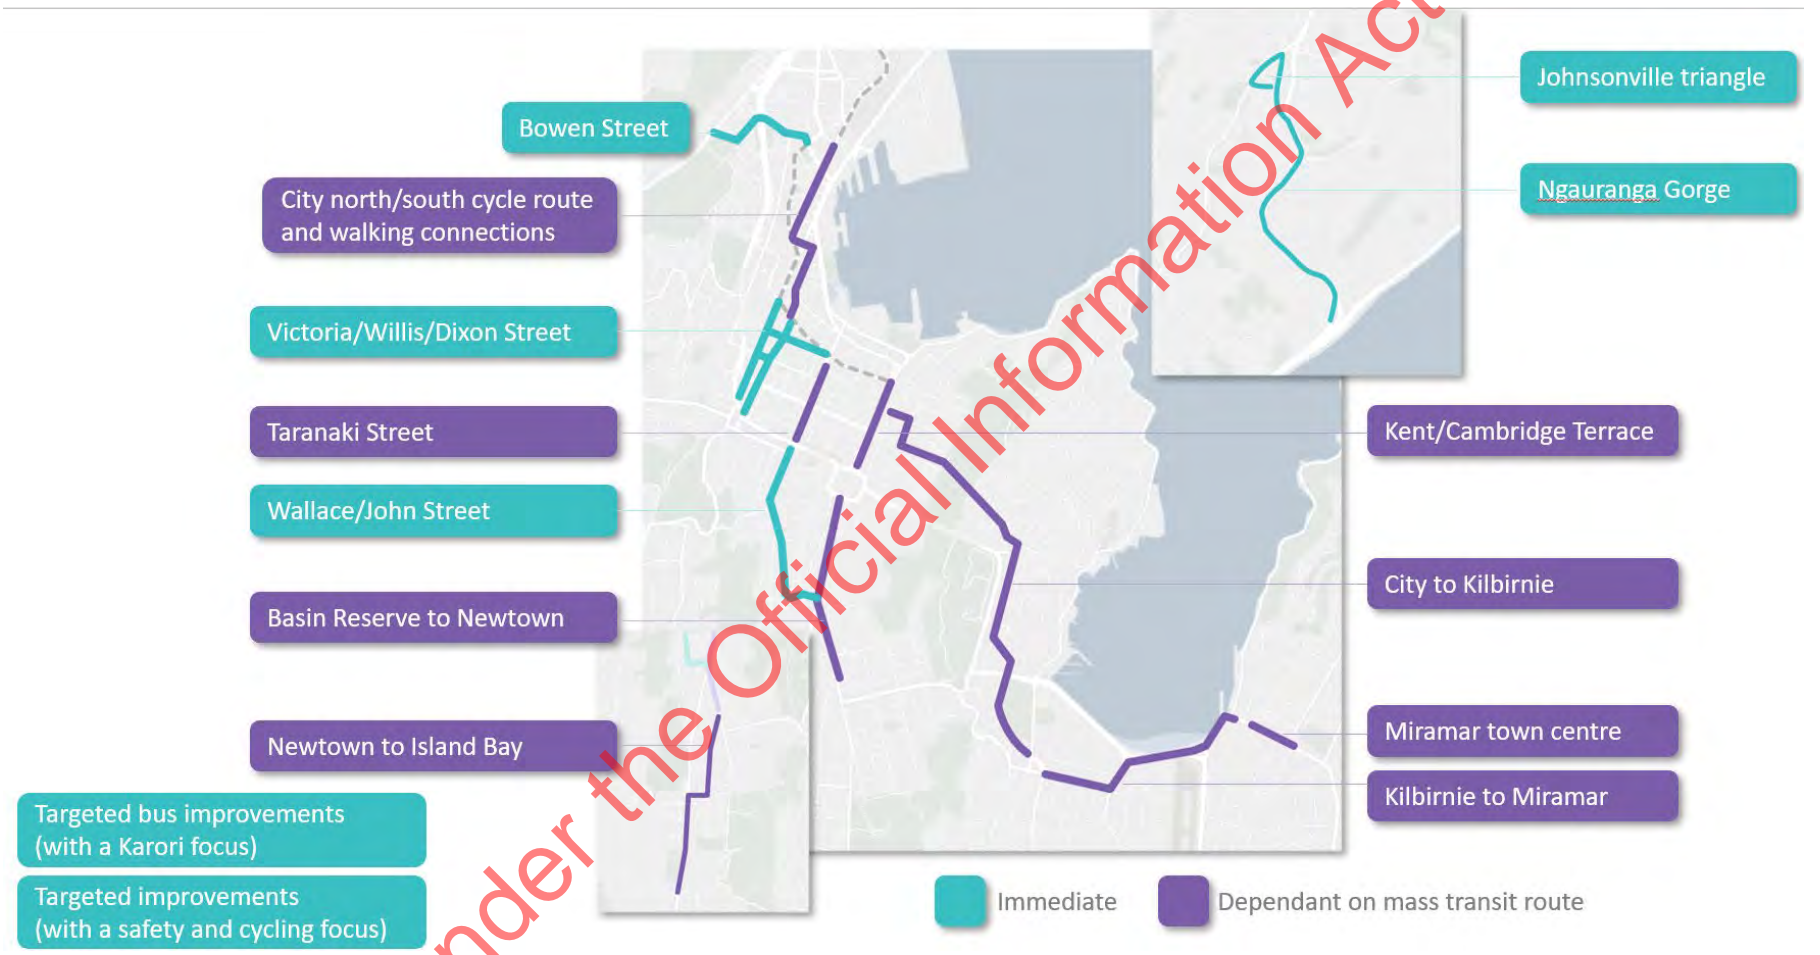 Bowen Street
City north/south cycle route
and walking connections
Victoria/Willis/Dixon Street
Taranaki Street
Wallace/John Street
Basin Reserve to Newtown
Newtown to Island Bay
Targeted bus improvements
(with a Karori focus)
Targeted improvements
(with a safety and cycling focus)
Johnsonville triangle
Ngauranga Gorge
Kent/Cambridge Terrace
City to Kilbirnie
Miramar town centre
Kilbirnie to Miramar
Immediate
Dependant on mass transit route
nder the Official Information Act